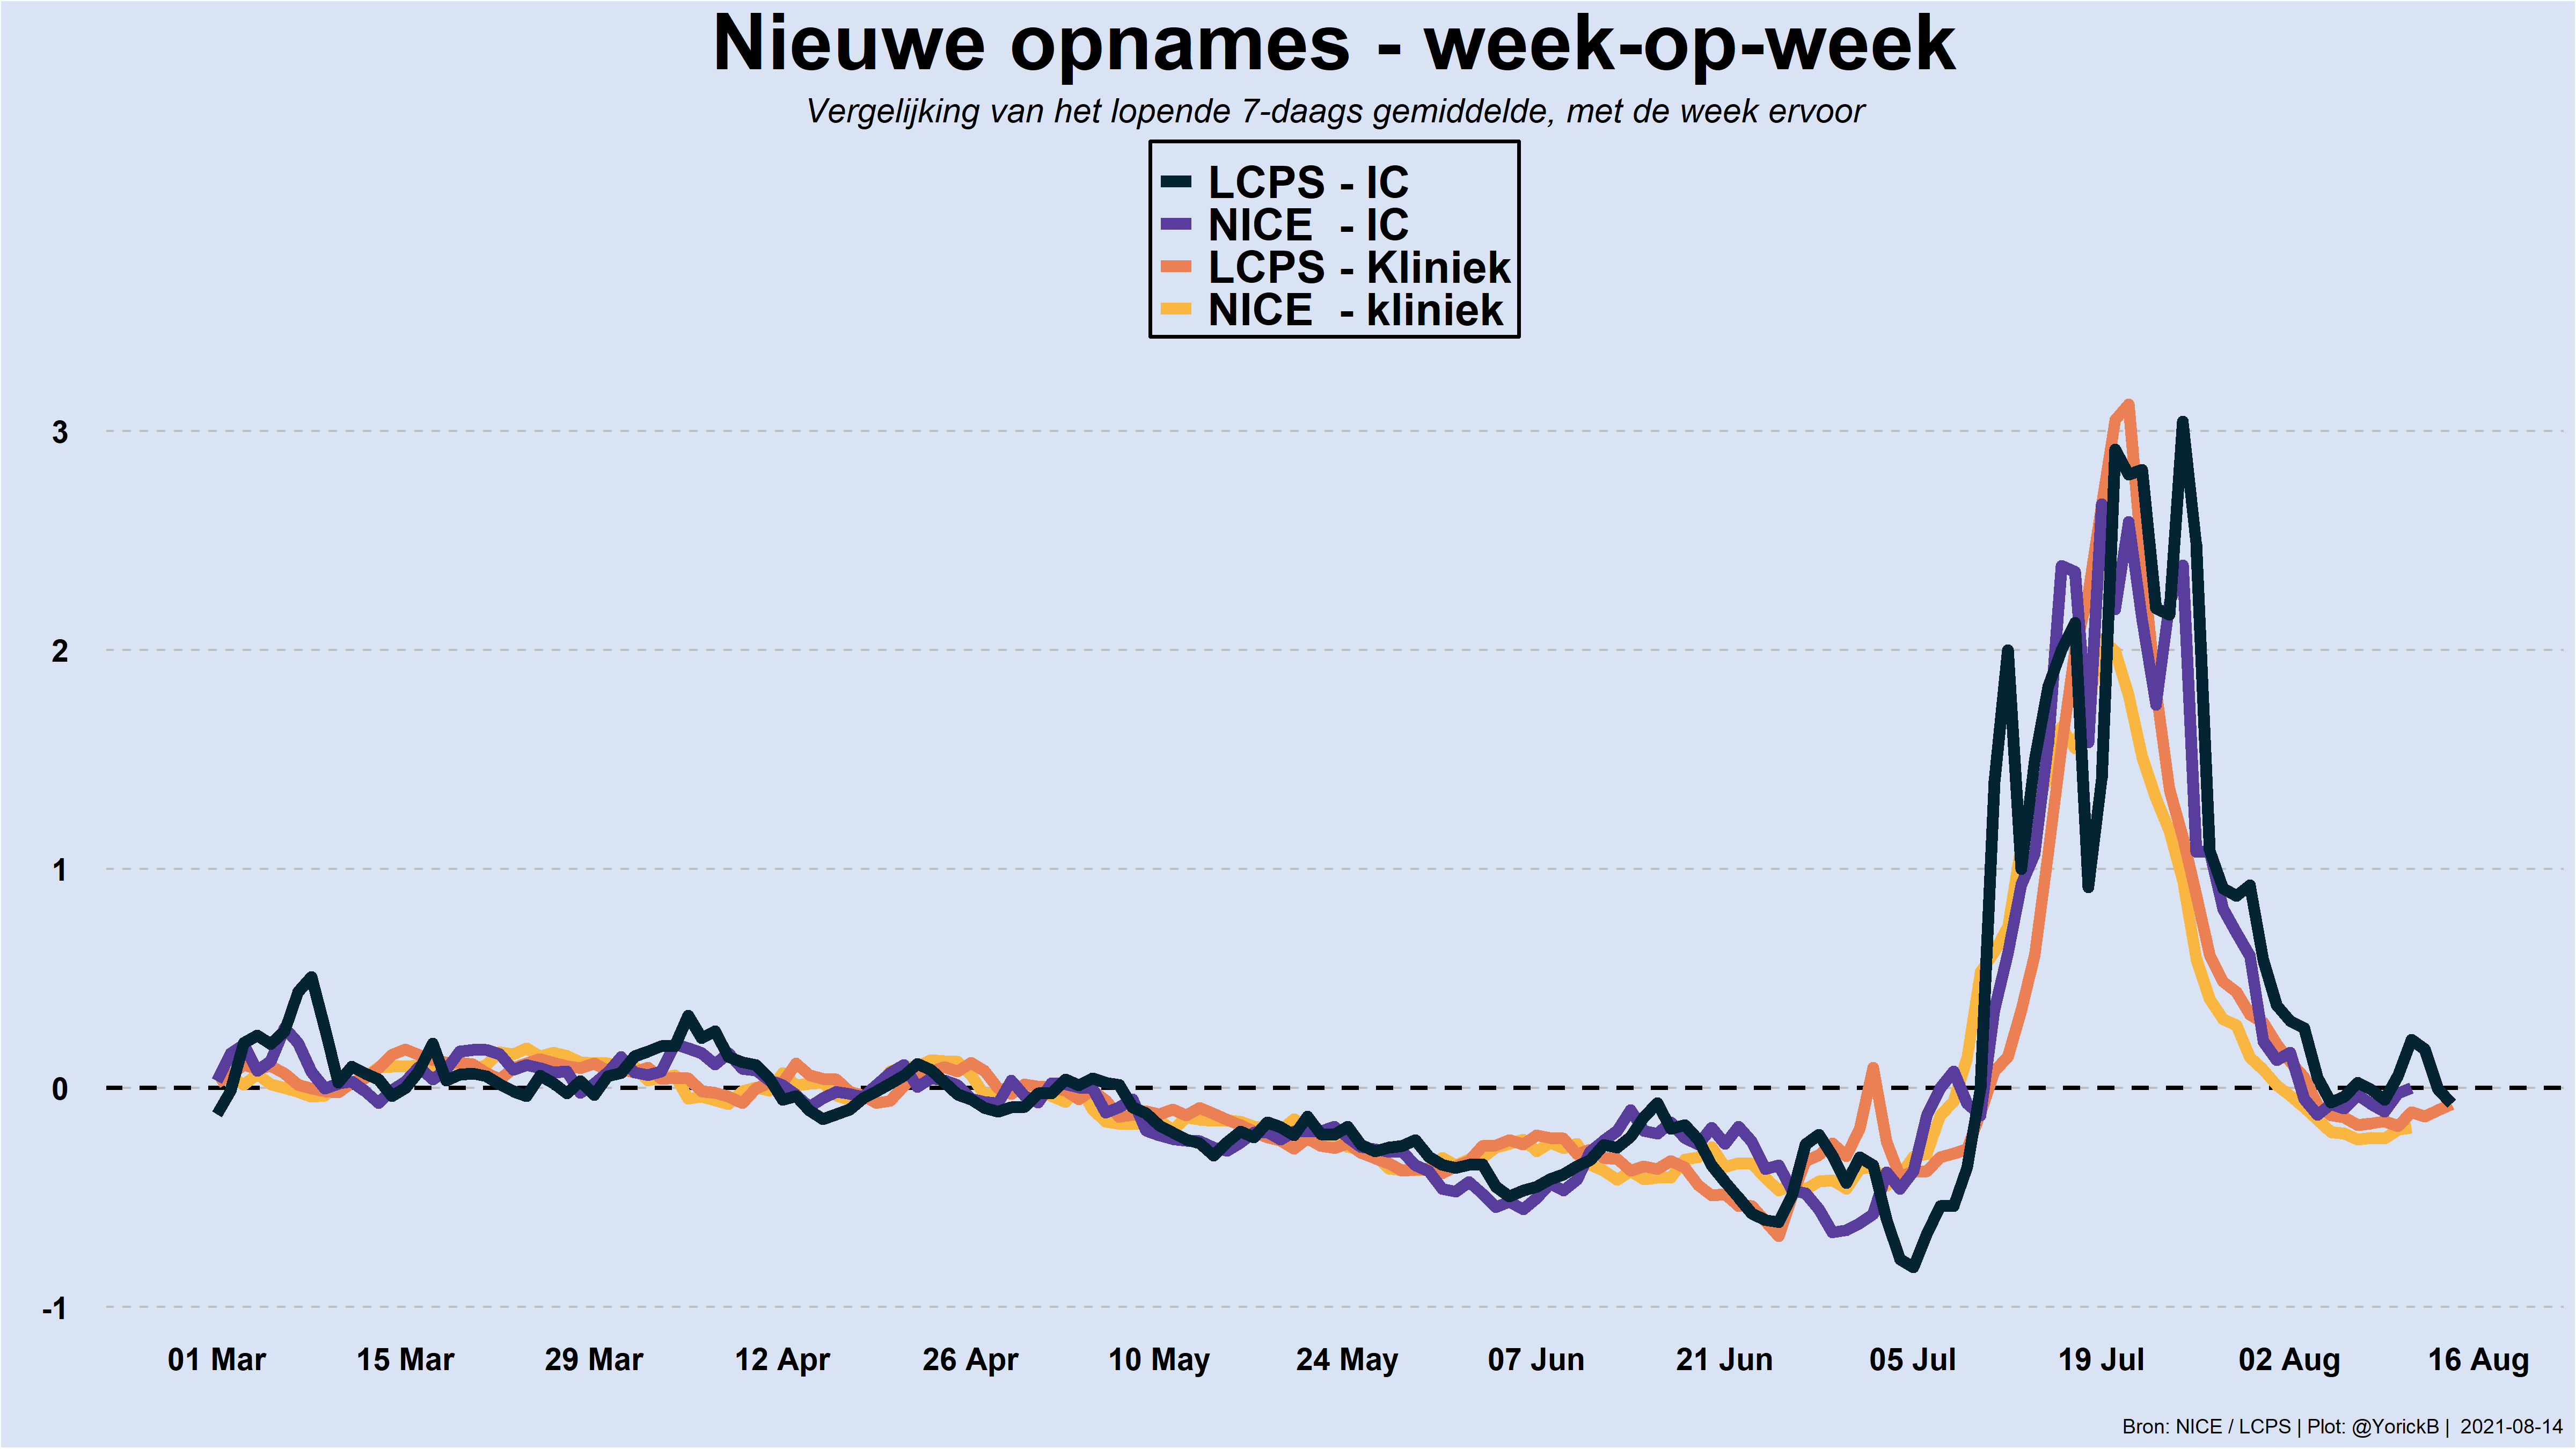 Nieuwe opnames - week-op-week
Vergelijking van het lopende 7-daags gemiddelde, met de week ervoor
LCPS - IC
NICE - IC
LCPS - Kliniek
NICE - kliniek
3
2
1
0
-1
01 Mar 15 Mar 29 Mar 12 Apr 26 Apr 10 May 24 May 07 Jun 21 Jun 05 Jul 19 Jul 02 Aug 16 Aug
Bron: NICE / LCPS | Plot: @YorickB | 2021-08-14